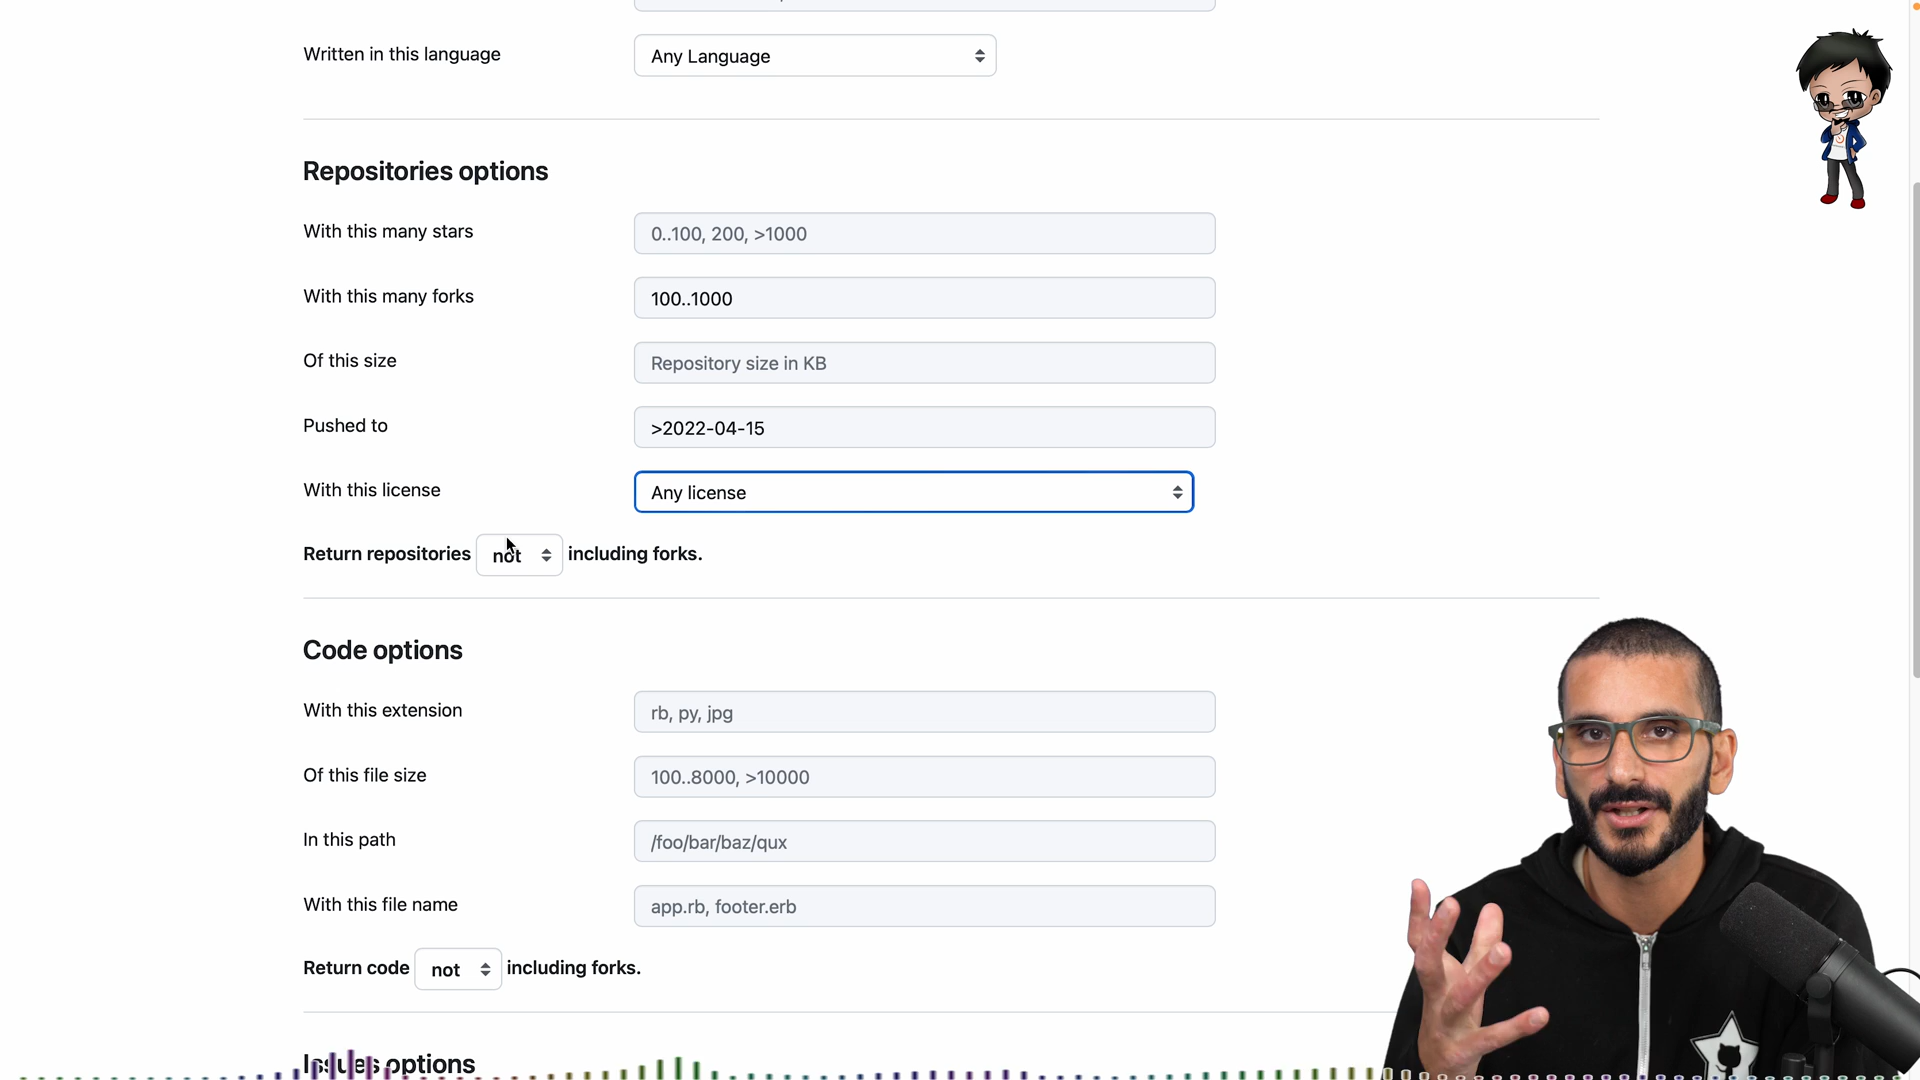 Written in this language Any Language
Repositories options
With this many stars 0..100, 200, >1000
With this many forks 100..1000
Of this size Repository size in KB
Pushed to >2022-04-15
With this license Any license
Return repositories not including forks.
Code options
With this extension rb, py, jpg
Of this file size 100..8000, >10000
In this path /foo/bar/baz/qux
With this file name app.rb, footer.erb
Return code not including forks.
Issues options